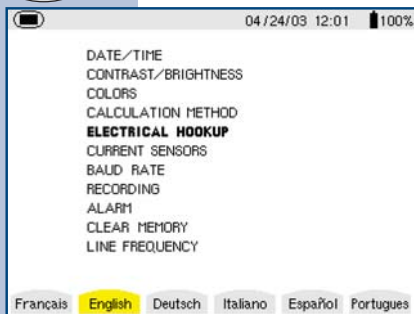 04/24/03 12:01 100%
DATE/TIME
CONTRAST/BRIGHTNESS
COLORS
CALCULATION METHOD
ELECTRICAL HOOKUP
CURRENT SENSORS
BAUD RATE
RECORDING
ALARM
CLEAR MEMORY
LINE FREQUENCY
Français English Deutsch Italiano Español Portugues